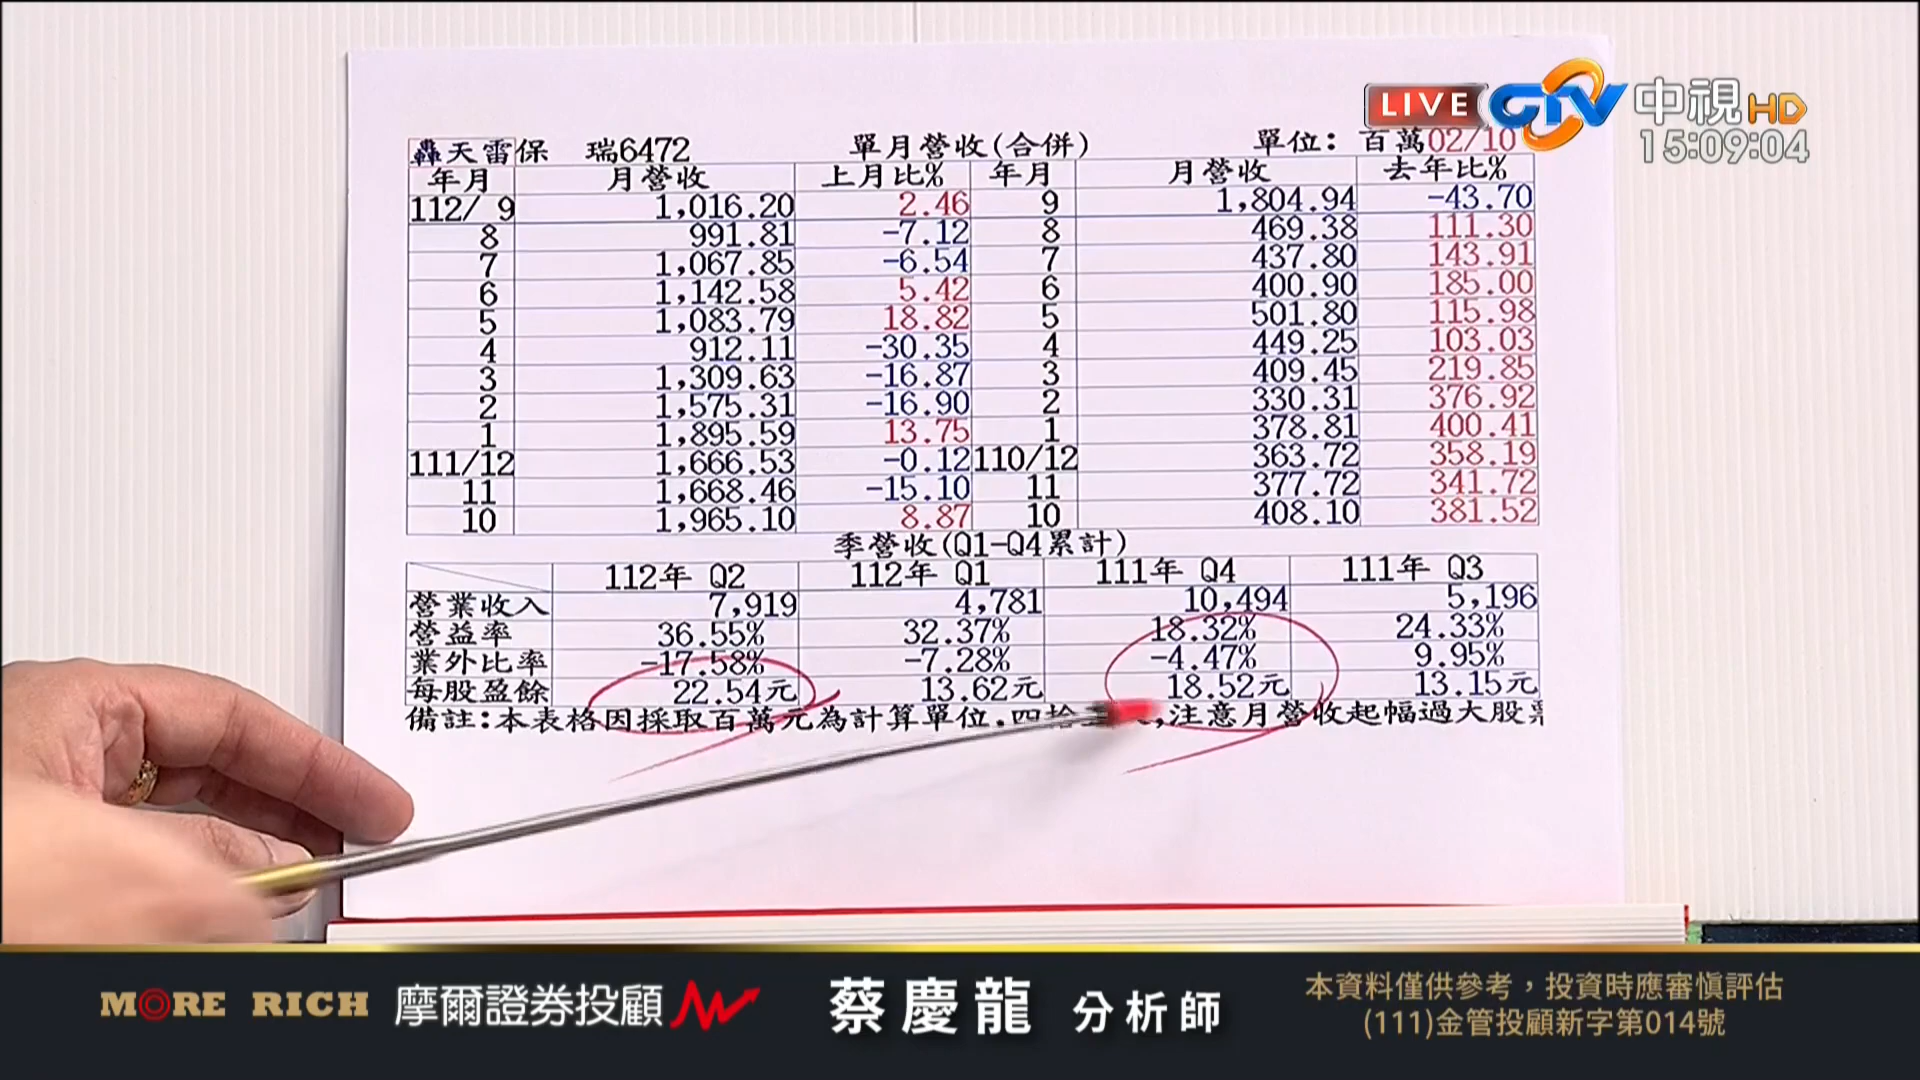 LIVE CTV 中視HD
15:09:04
轟天雷保 瑞6472 單月營收(合併) 單位: 百萬02/10
年月 月營收 上月比% 年月 月營收 去年比%
112/ 9 1,016.20 2.46 9 1,804.94 -43.70
8 991.81 -7.12 8 469.38 111.30
7 1,067.85 -6.54 7 437.80 143.91
6 1,142.58 5.42 6 400.90 185.00
5 1,083.79 18.82 5 501.80 115.98
4 912.11 -30.35 4 449.25 103.03
3 1,309.63 -16.87 3 409.45 219.85
2 1,575.31 -16.90 2 330.31 376.92
1 1,895.59 13.75 1 378.81 400.41
111/12 1,666.53 -0.12 110/12 363.72 358.19
11 1,668.46 -15.10 11 377.72 341.72
10 1,965.10 8.87 10 408.10 381.52
季營收(Q1-Q4累計)
112年 Q2 112年 Q1 111年 Q4 111年 Q3
營業收入 7,919 4,781 10,494 5,196
營益率 36.55% 32.37% 18.32% 24.33%
業外比率 -17.58% -7.28% -4.47% 9.95%
每股盈餘 22.54元 13.62元 18.52元 13.15元
備註:本表格因採取百萬元為計算單位.四拾 ,注意月營收起幅過大股
MORE RICH 摩爾證券投顧 蔡慶龍 分析師
本資料僅供參考，投資時應審慎評估
(111)金管投顧新字第014號